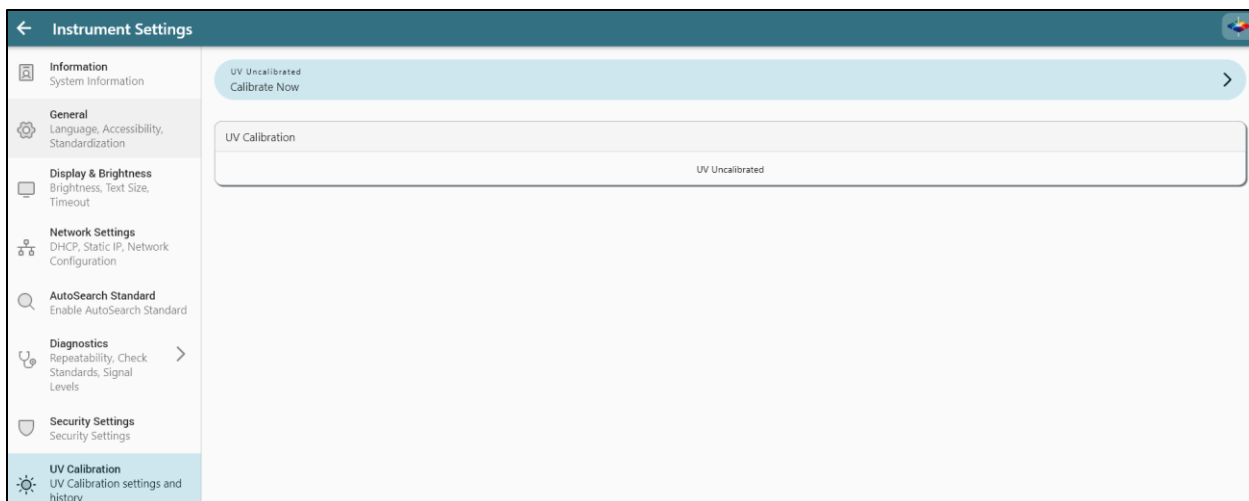 Instrument Settings
Information
System Information
General
Language, Accessibility,
Standardization
Display & Brightness
Brightness, Text Size,
Timeout
Network Settings
DHCP, Static IP, Network
Configuration
AutoSearch Standard
Enable AutoSearch Standard
Diagnostics
Repeatability, Check
Standards, Signal
Levels
Security Settings
Security Settings
UV Calibration
UV Calibration settings and
history
UV Uncalibrated
Calibrate Now
UV Calibration
UV Uncalibrated